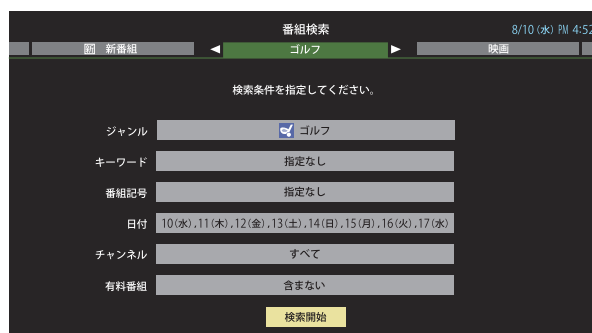 番組検索
8/10 (水) PM 4:52
新 新番組 ◀ ゴルフ ▶ 映画
検索条件を指定してください。
ジャンル ゴルフ
キーワード 指定なし
番組記号 指定なし
日付 10(水),11(木),12(金),13(土),14(日),15(月),16(火),17(水)
チャンネル すべて
有料番組 含まない
検索開始